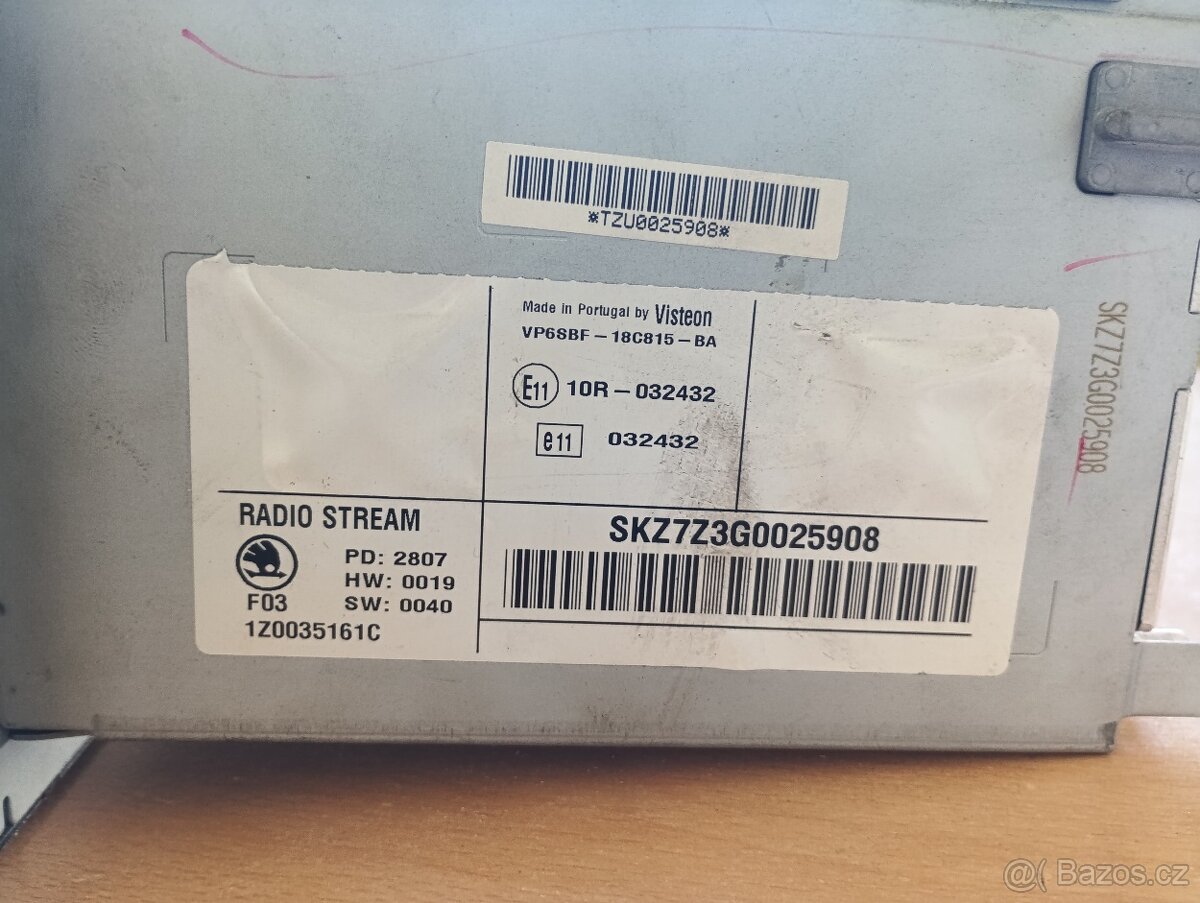 *TZU0025908*
Made in Portugal by Visteon
VP6SBF-18C815-BA
E11 10R-032432
e11 032432
RADIO STREAM
PD: 2807
HW: 0019
F03 SW: 0040
1Z0035161C
SKZ7Z3G0025908
SKZ7Z3G0025908
@( Bazos.cz